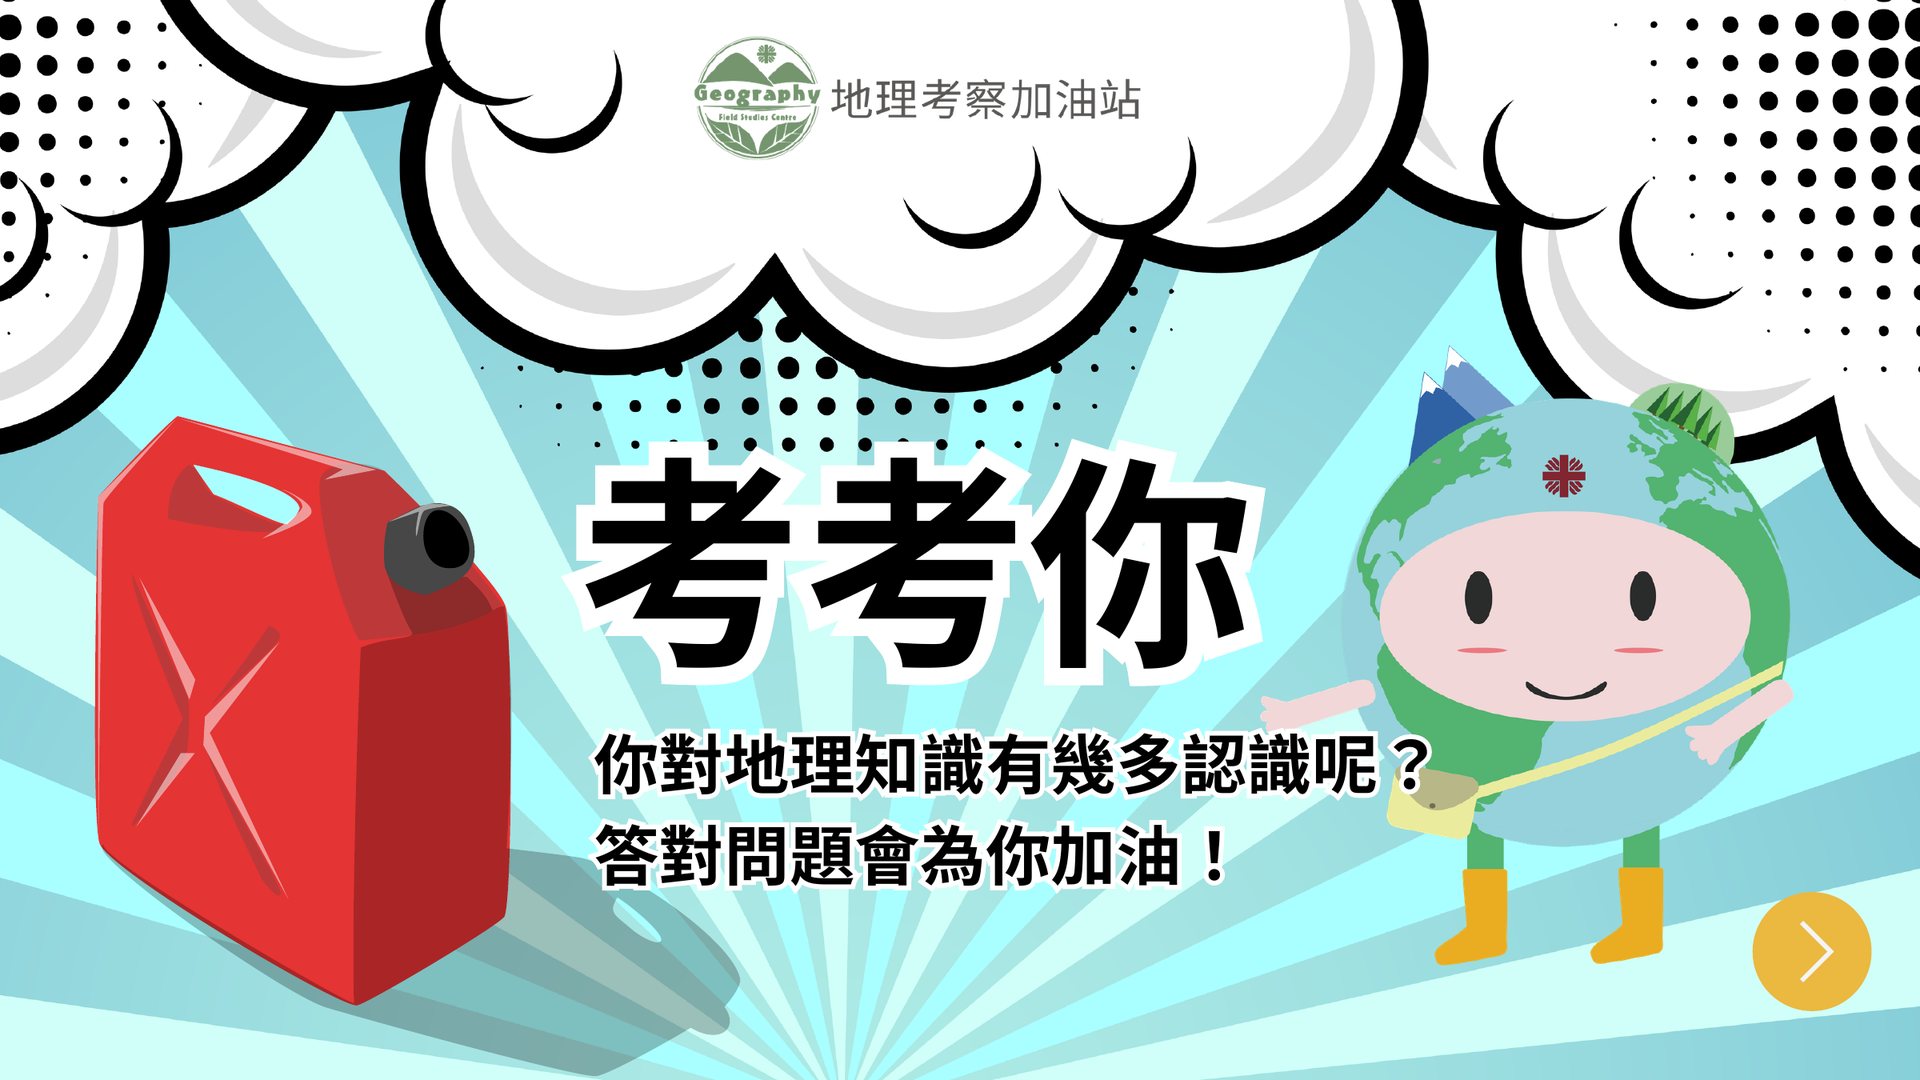 Geography
Field Studies Centre
地理考察加油站
考考你
你對地理知識有幾多認識呢？
答對問題會為你加油！